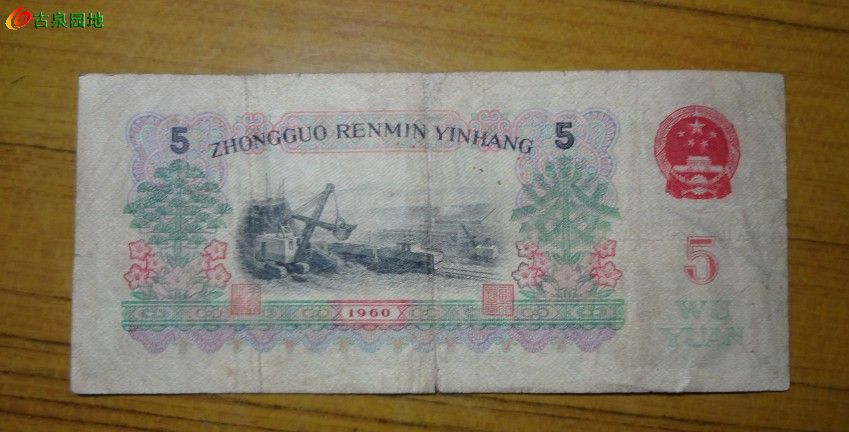 古泉园地
5 ZHONGGUO RENMIN YINHANG 5
5
WU
YUAN
1960